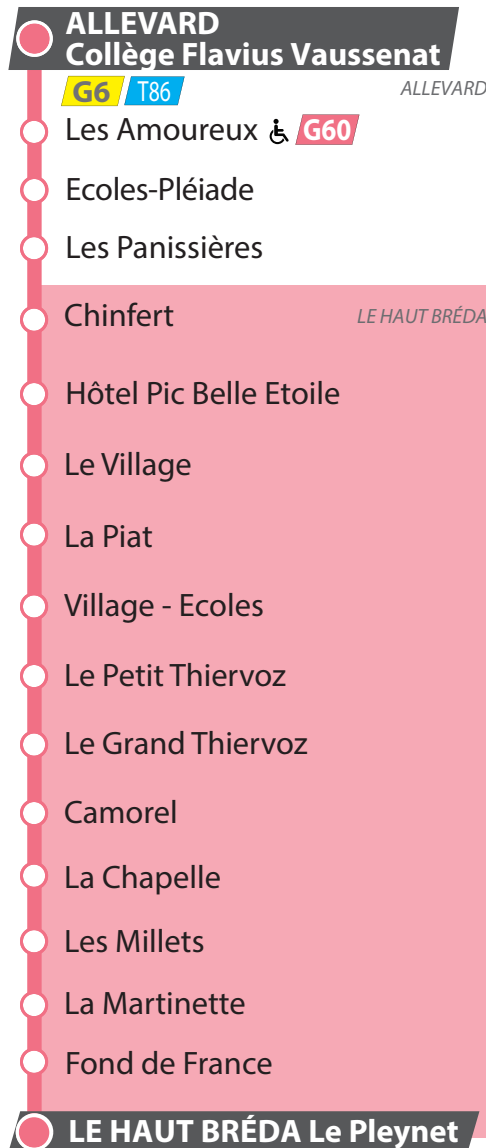 ALLEVARD
Collège Flavius Vaussenat
G6 T86 ALLEVARD
Les Amoureux G60
Ecoles-Pléiade
Les Panissières
Chinfert LE HAUT BRÉDA
Hôtel Pic Belle Etoile
Le Village
La Piat
Village - Ecoles
Le Petit Thiervoz
Le Grand Thiervoz
Camorel
La Chapelle
Les Millets
La Martinette
Fond de France
LE HAUT BRÉDA Le Pleynet